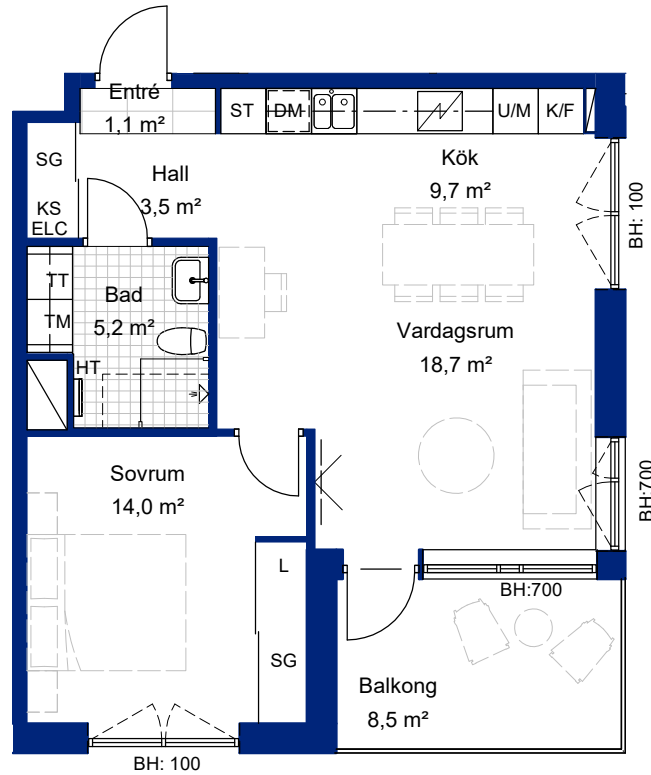 Entré
1,1 m²
ST
DM
U/M
K/F
SG
Hall
3,5 m²
Kök
9,7 m²
KS
ELC
BH: 100
TT
TM
Bad
5,2 m²
Vardagsrum
18,7 m²
HT
Sovrum
14,0 m²
BH:700
L
BH:700
SG
Balkong
8,5 m²
BH: 100